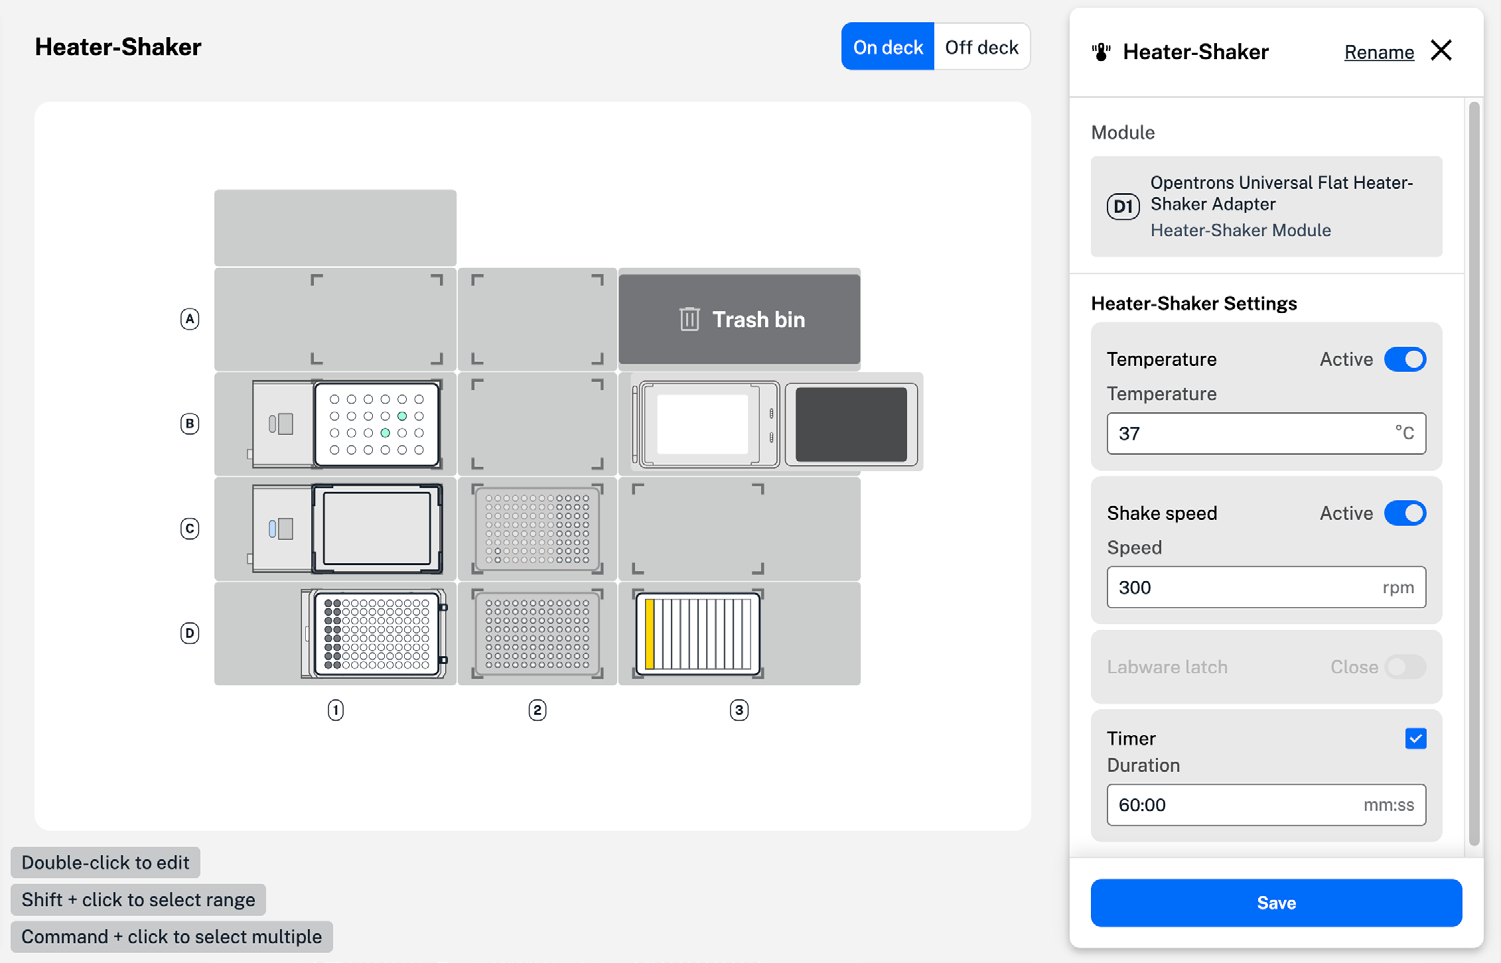 Heater-Shaker
On deck
Off deck
Trash bin
A
B
C
D
1
2
3
Double-click to edit
Shift + click to select range
Command + click to select multiple
Heater-Shaker
Rename
Module
D1
Opentrons Universal Flat Heater-
Shaker Adapter
Heater-Shaker Module
Heater-Shaker Settings
Temperature
Active
Temperature
37
°C
Shake speed
Active
Speed
300
rpm
Labware latch
Close
Timer
Duration
60:00
mm:ss
Save